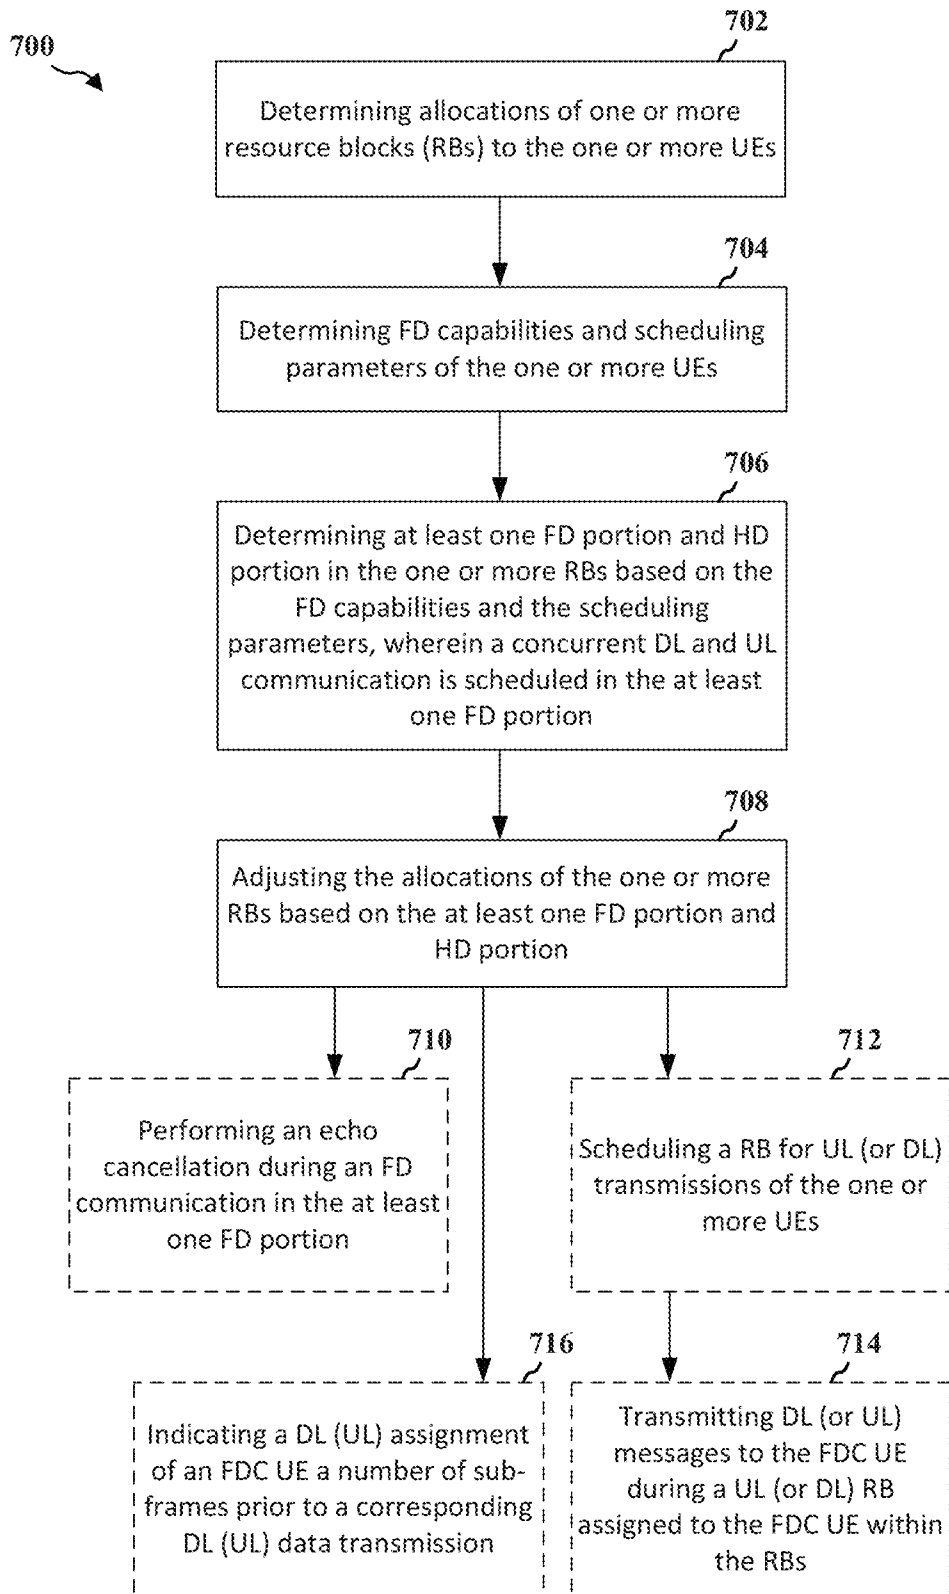 700
702
Determining allocations of one or more
resource blocks (RBs) to the one or more UEs
704
Determining FD capabilities and scheduling
parameters of the one or more UEs
706
Determining at least one FD portion and HD
portion in the one or more RBs based on the
FD capabilities and the scheduling
parameters, wherein a concurrent DL and UL
communication is scheduled in the at least
one FD portion
708
Adjusting the allocations of the one or more
RBs based on the at least one FD portion and
HD portion
710
Performing an echo
cancellation during an FD
communication in the at least
one FD portion
712
Scheduling a RB for UL (or DL)
transmissions of the one or
more UEs
716
Indicating a DL (UL) assignment
of an FDC UE a number of sub-
frames prior to a corresponding
DL (UL) data transmission
714
Transmitting DL (or UL)
messages to the FDC UE
during a UL (or DL) RB
assigned to the FDC UE within
the RBs